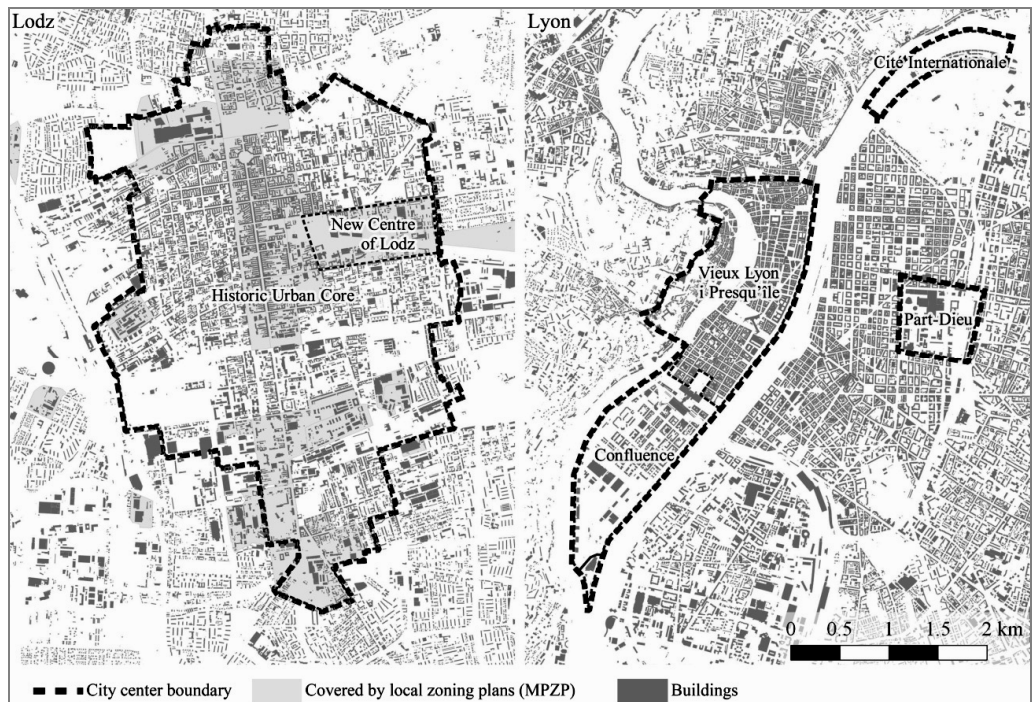 Lodz
New Centre
of Lodz
Historic Urban Core
Lyon
Cité Internationale
Vieux Lyon
i Presqu'île
Part-Dieu
Confluence
0 0.5 1 1.5 2 km
City center boundary
Covered by local zoning plans (MPZP)
Buildings